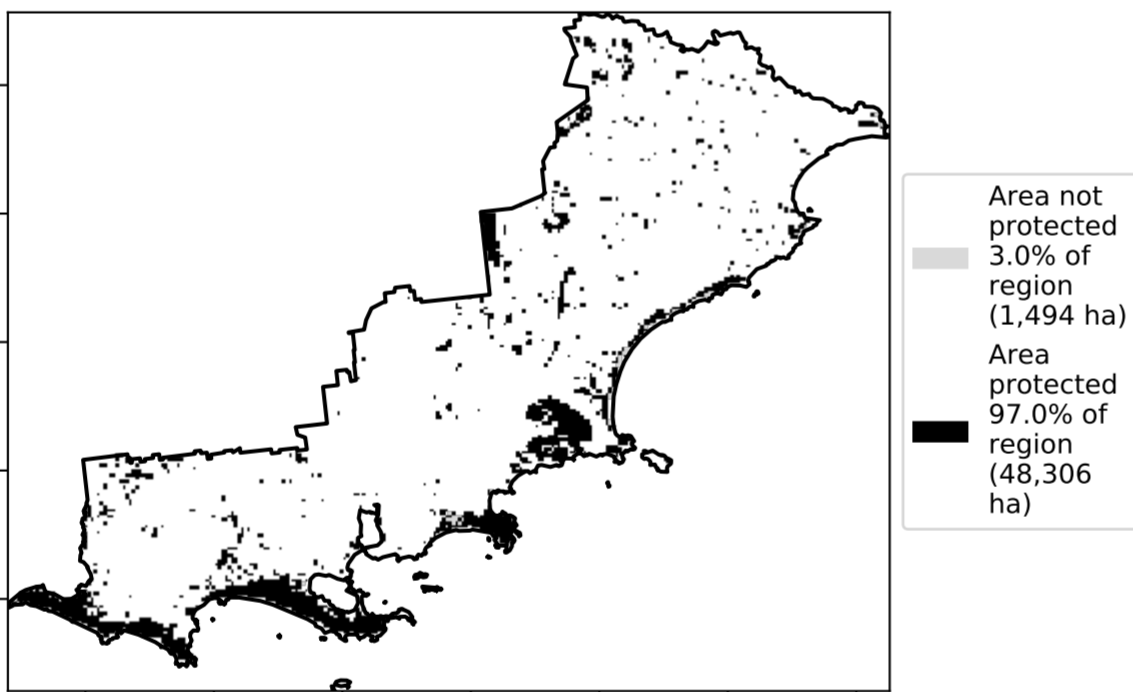 Area not
protected
3.0% of
region
(1,494 ha)
Area
protected
97.0% of
region
(48,306
ha)